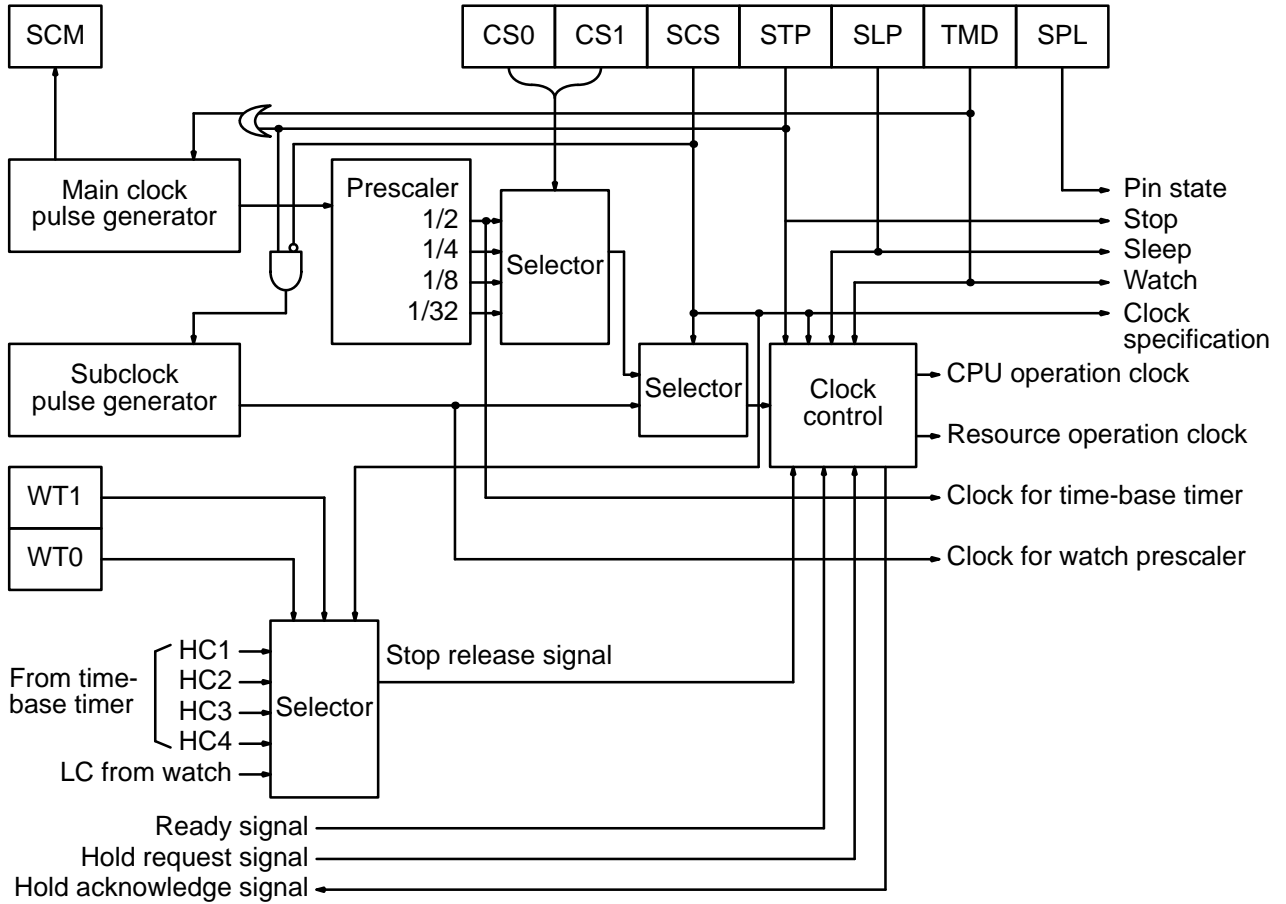 SCM
CS0 CS1 SCS STP SLP TMD SPL
Main clock
pulse generator
Prescaler
1/2
1/4
1/8
1/32
Selector
Pin state
Stop
Sleep
Watch
Clock
specification
Subclock
pulse generator
Selector
Clock
control
CPU operation clock
Resource operation clock
WT1
WT0
Clock for time-base timer
Clock for watch prescaler
From time-
base timer
HC1
HC2
HC3
HC4
LC from watch
Selector
Stop release signal
Ready signal
Hold request signal
Hold acknowledge signal